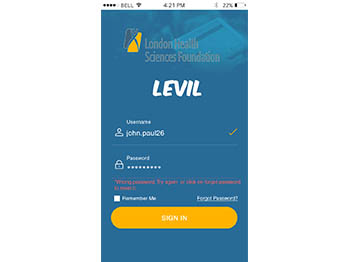 BELL 4:21 PM 22%
London Health
Sciences Foundation
LEVIL
Username
john.paul26
Password
*Wrong password. Try again or click on forget password
to reset it.
Remember Me Forgot Password?
SIGN IN